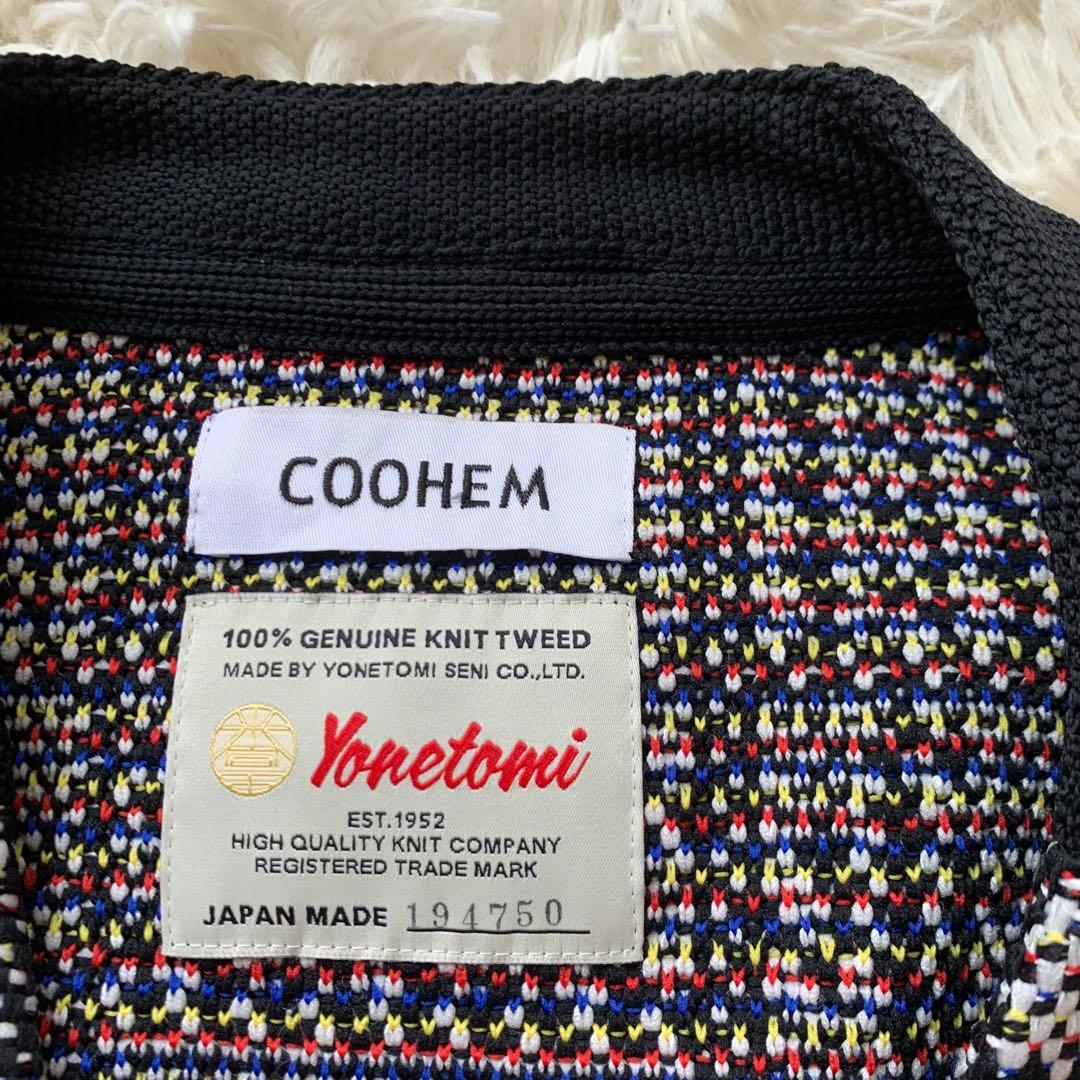 COOHEM
100% GENUINE KNIT TWEED
MADE BY YONETOMI SENI CO.,LTD.
Yonetomi
EST.1952
HIGH QUALITY KNIT COMPANY
REGISTERED TRADE MARK
JAPAN MADE 194750